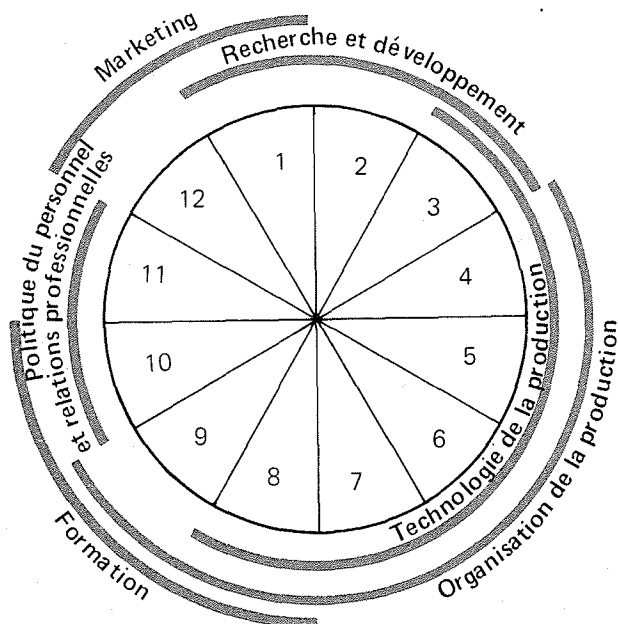 Marketing
Recherche et développement
Politique du personnel
et relations professionnelles
Technologie de la production
Organisation de la production
Formation
1
2
3
4
5
6
7
8
9
10
11
12